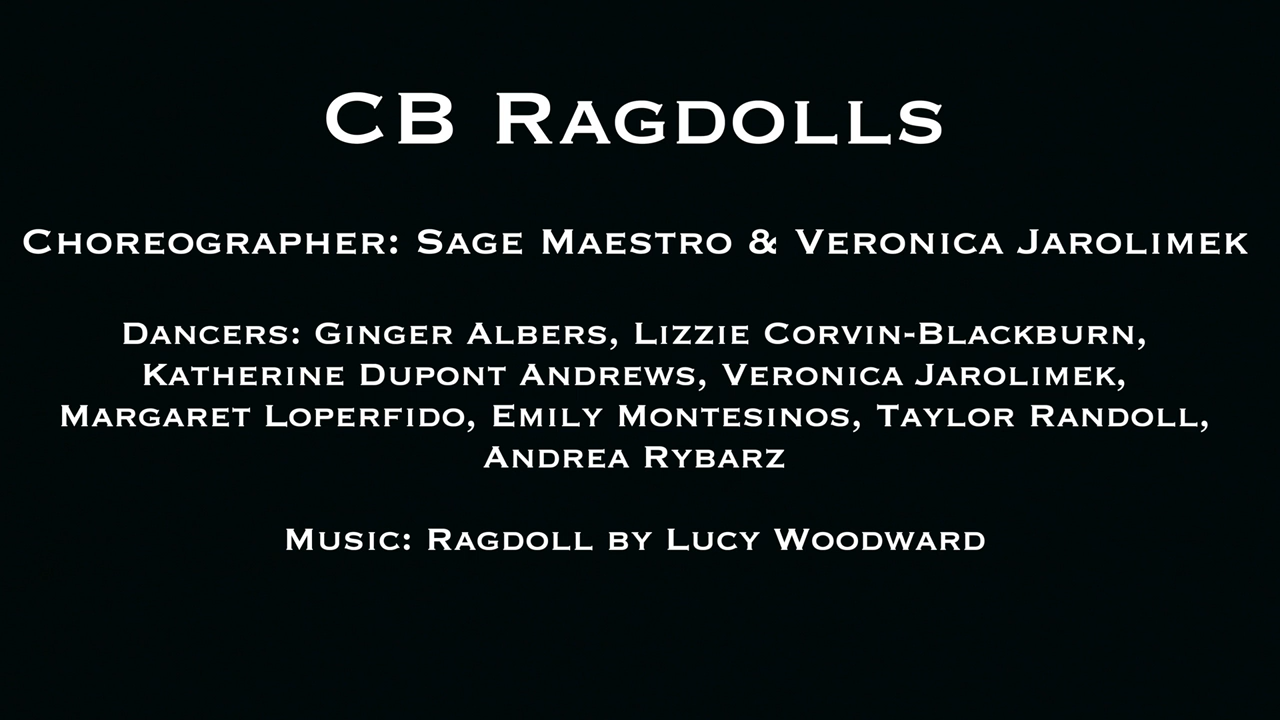 CB Ragdolls
Choreographer: Sage Maestro & Veronica Jarolimek
Dancers: Ginger Albers, Lizzie Corvin-Blackburn,
Katherine Dupont Andrews, Veronica Jarolimek,
Margaret Loperfido, Emily Montesinos, Taylor Randoll,
Andrea Rybarz
Music: Ragdoll by Lucy Woodward